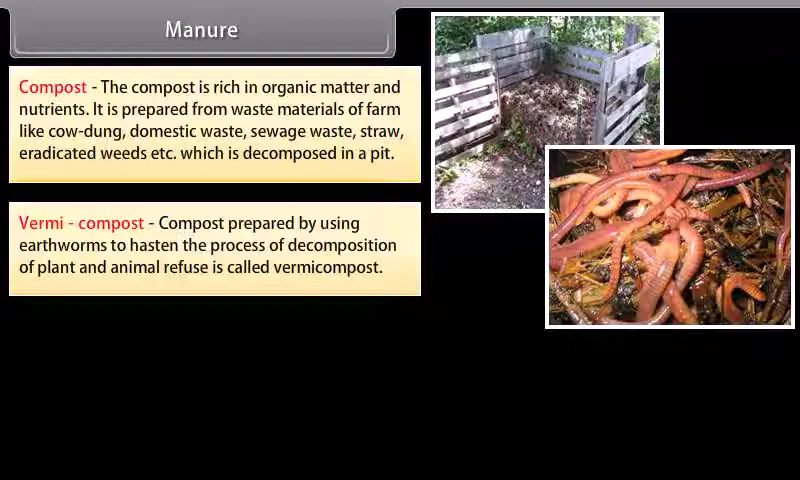 Manure
Compost - The compost is rich in organic matter and
nutrients. It is prepared from waste materials of farm
like cow-dung, domestic waste, sewage waste, straw,
eradicated weeds etc. which is decomposed in a pit.
Vermi - compost - Compost prepared by using
earthworms to hasten the process of decomposition
of plant and animal refuse is called vermicompost.